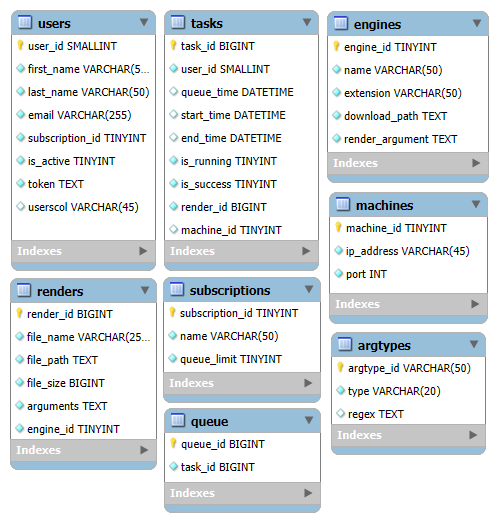 users
user_id SMALLINT
first_name VARCHAR(5...
last_name VARCHAR(50)
email VARCHAR(255)
subscription_id TINYINT
is_active TINYINT
token TEXT
userscol VARCHAR(45)
Indexes
tasks
task_id BIGINT
user_id SMALLINT
queue_time DATETIME
start_time DATETIME
end_time DATETIME
is_running TINYINT
is_success TINYINT
render_id BIGINT
machine_id TINYINT
Indexes
engines
engine_id TINYINT
name VARCHAR(50)
extension VARCHAR(50)
download_path TEXT
render_argument TEXT
Indexes
machines
machine_id TINYINT
ip_address VARCHAR(45)
port INT
Indexes
renders
render_id BIGINT
file_name VARCHAR(25...
file_path TEXT
file_size BIGINT
arguments TEXT
engine_id TINYINT
Indexes
subscriptions
subscription_id TINYINT
name VARCHAR(50)
queue_limit TINYINT
Indexes
argtypes
argtype_id VARCHAR(50)
type VARCHAR(20)
regex TEXT
Indexes
queue
queue_id BIGINT
task_id BIGINT
Indexes